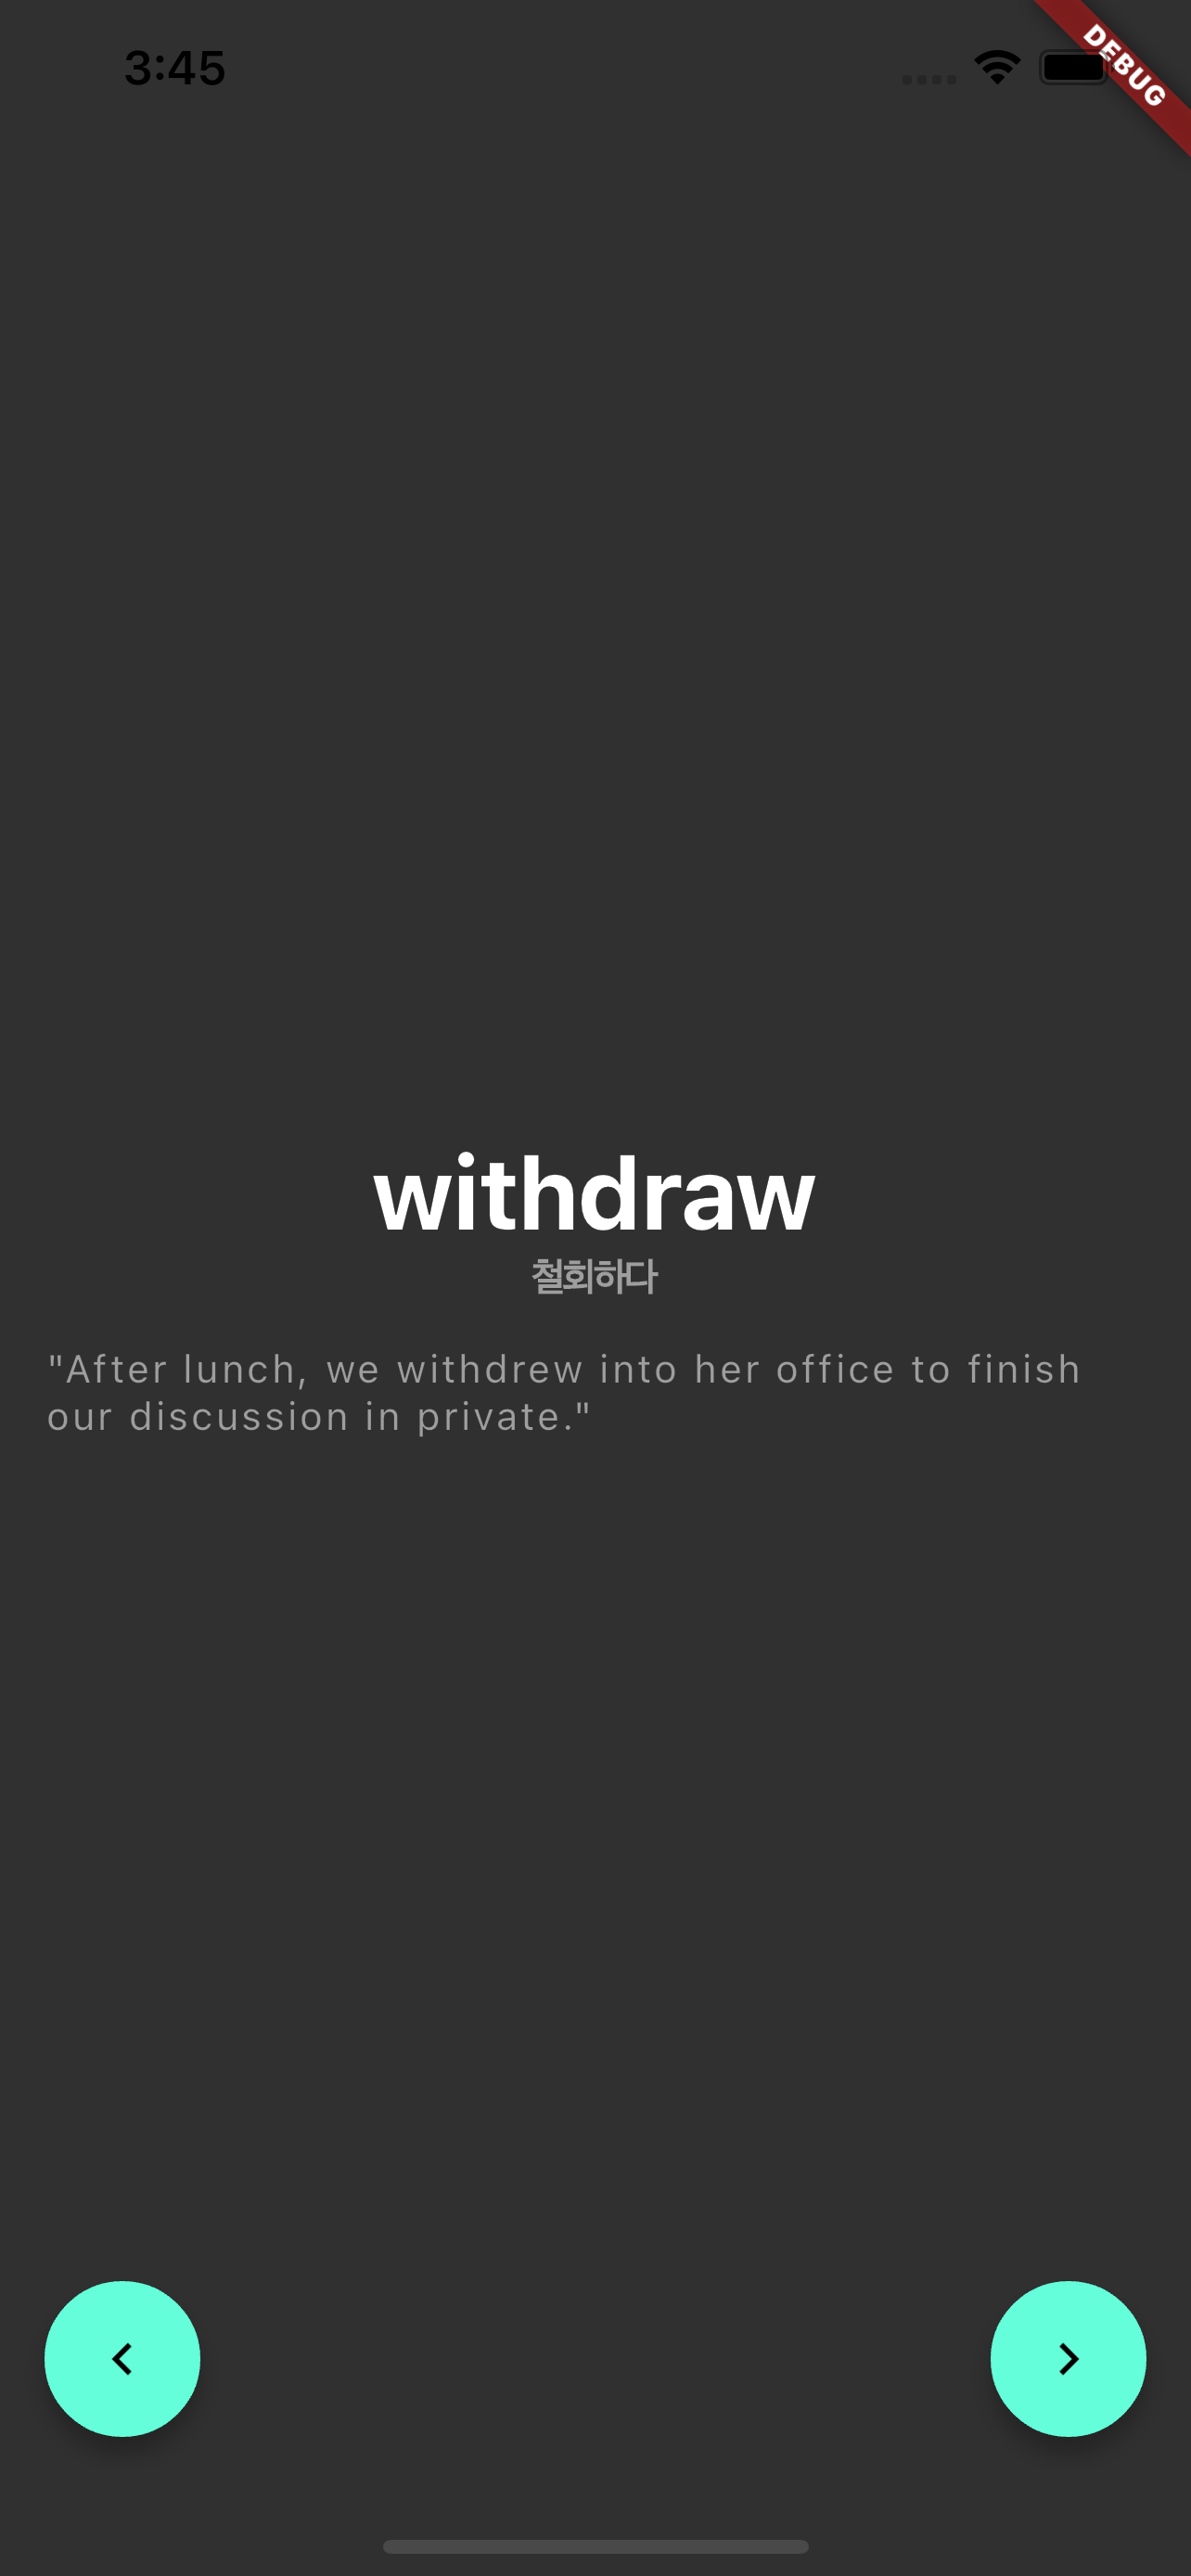 3:45
DEBUG
withdraw
철회하다
"After lunch, we withdrew into her office to finish
our discussion in private."